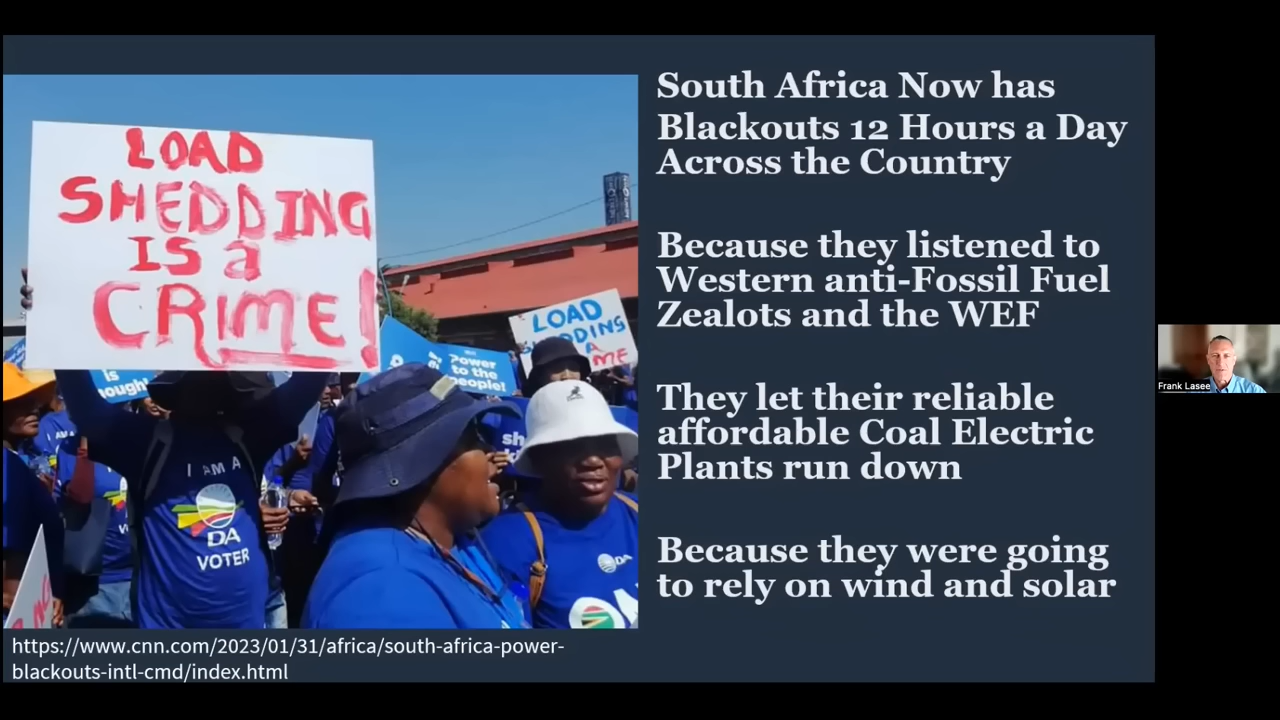 South Africa Now has
Blackouts 12 Hours a Day
Across the Country
Because they listened to
Western anti-Fossil Fuel
Zealots and the WEF
They let their reliable
affordable Coal Electric
Plants run down
Because they were going
to rely on wind and solar
LOAD
SHEDDING
IS a
CRIME!
LOAD
SHEDDING
A
ME
Power
to the
people!
is
nough!
sh
I AM A
I AM A
DA
VOTER
DA
https://www.cnn.com/2023/01/31/africa/south-africa-power-
blackouts-intl-cmd/index.html
Frank Lasee